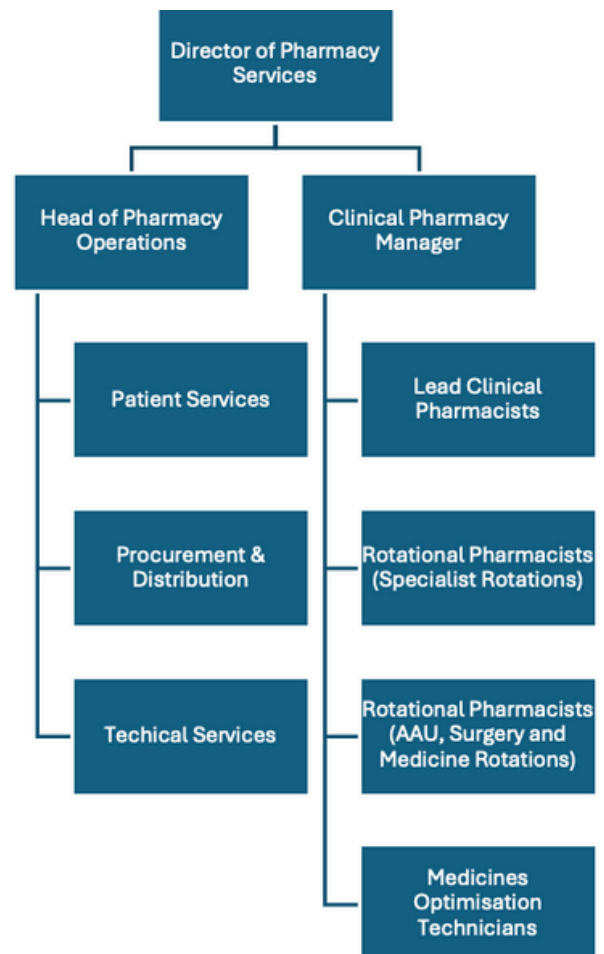 Director of Pharmacy
Services
Head of Pharmacy
Operations
Clinical Pharmacy
Manager
Patient Services
Procurement &
Distribution
Techical Services
Lead Clinical
Pharmacists
Rotational Pharmacists
(Specialist Rotations)
Rotational Pharmacists
(AAU, Surgery and
Medicine Rotations)
Medicines
Optimisation
Technicians